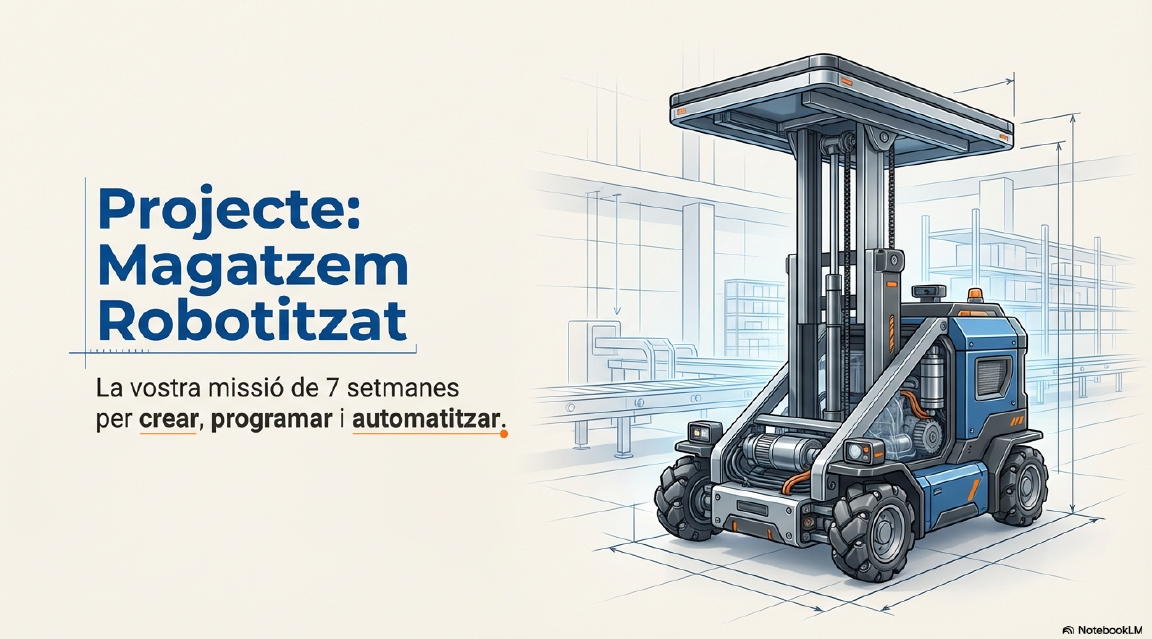 Projecte:
Magatzem
Robotitzat
La vostra missió de 7 setmanes
per crear, programar i automatitzar.
NotebookLM